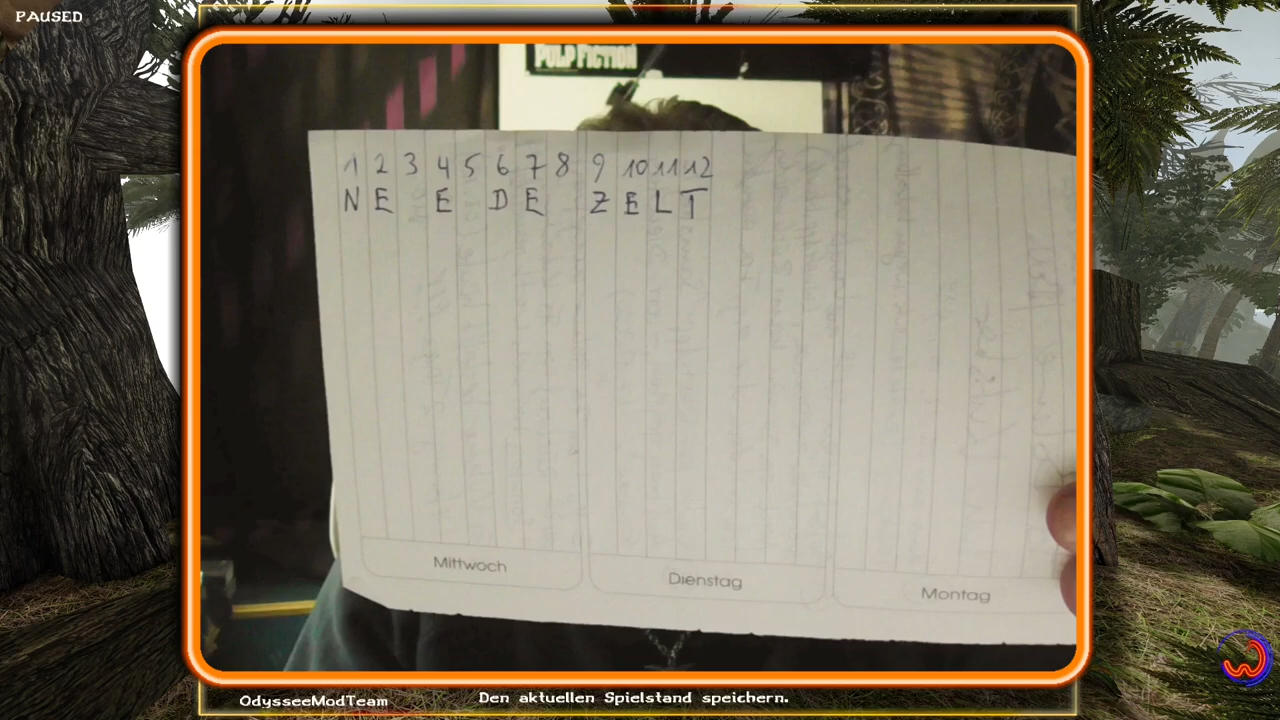 PAUSED
PULP FICTION
1 2 3 4 5 6 7 8 9 10 11 12
N E E D E Z E L T
Mittwoch
Dienstag
Montag
OdysseeModTeam
Den aktuellen Spielstand speichern.